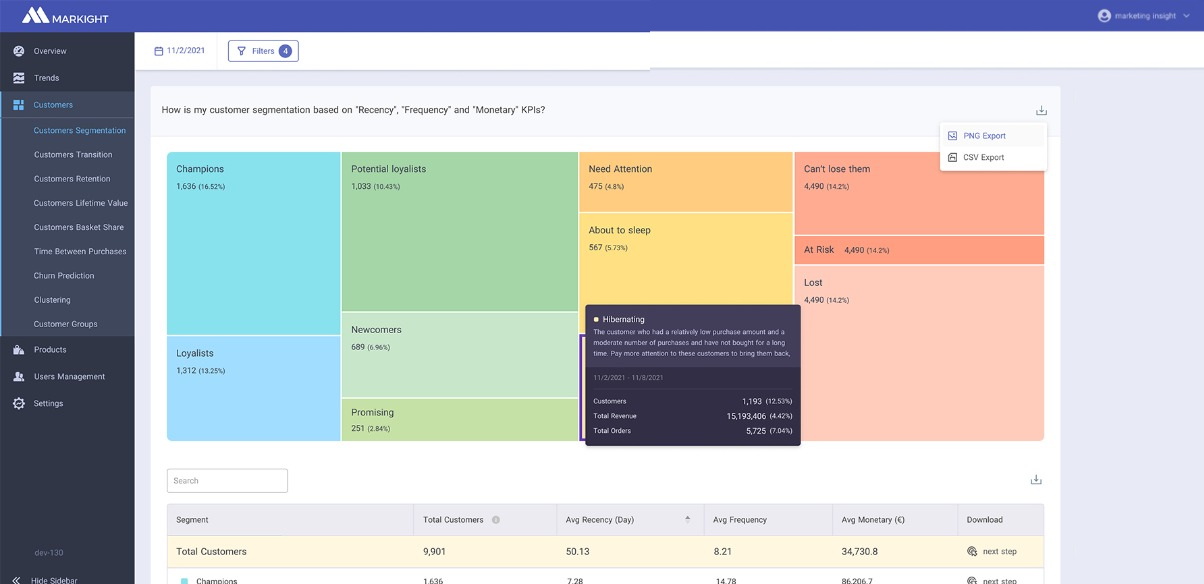 MARKIGHT
marketing insight
Overview
Trends
Customers
Customers Segmentation
Customers Transition
Customers Retention
Customers Lifetime Value
Customers Basket Share
Time Between Purchases
Churn Prediction
Clustering
Customer Groups
Products
Users Management
Settings
dev-130
Hide Sidebar
11/2/2021
Filters 4
How is my customer segmentation based on "Recency", "Frequency" and "Monetary" KPIs?
PNG Export
CSV Export
Champions
1,636 (16.52%)
Loyalists
1,312 (13.25%)
Potential loyalists
1,033 (10.43%)
Newcomers
689 (6.96%)
Promising
251 (2.84%)
Need Attention
475 (4.8%)
About to sleep
567 (5.73%)
Can't lose them
4,490 (14.2%)
At Risk 4,490 (14.2%)
Lost
4,490 (14.2%)
Hibernating
The customer who had a relatively low purchase amount and a
moderate number of purchases and have not bought for a long
time. Pay more attention to these customers to bring them back,
11/2/2021 - 11/8/2021
Customers 1,193 (12.53%)
Total Revenue 15,193,406 (4.42%)
Total Orders 5,725 (7.04%)
Search
Segment Total Customers Avg Recency (Day) Avg Frequency Avg Monetary (€) Download
Total Customers 9,901 50.13 8.21 34,730.8 next step
Champions 1,636 7.28 14.78 86,206.7 next step